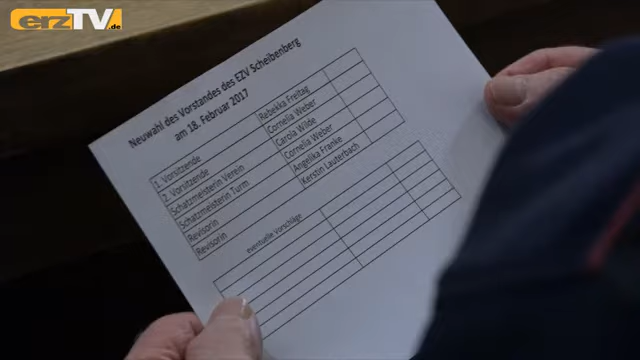 erzTV.de
Neuwahl des Vorstandes des EZV Scheibenberg
am 18. Februar 2017
1. Vorsitzende Rebekka Freitag
2. Vorsitzende Cornelia Weber
Schatzmeisterin Verein Carola Wilde
Schatzmeisterin Turm Cornelia Weber
Revisorin Angelika Franke
Revisorin Kerstin Lauterbach
eventuelle Vorschläge